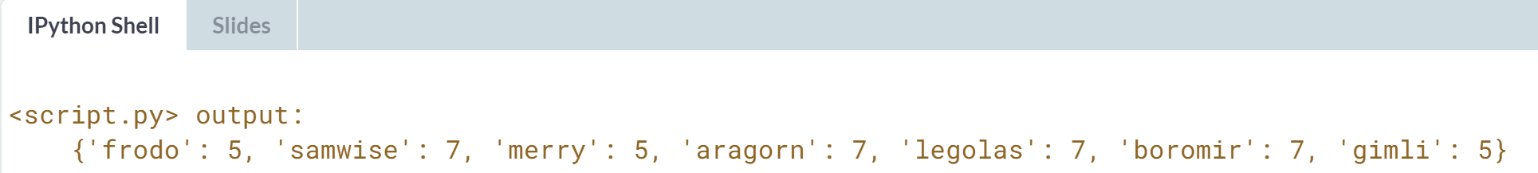 IPython Shell Slides
<script.py> output:
{'frodo': 5, 'samwise': 7, 'merry': 5, 'aragorn': 7, 'legolas': 7, 'boromir': 7, 'gimli': 5}